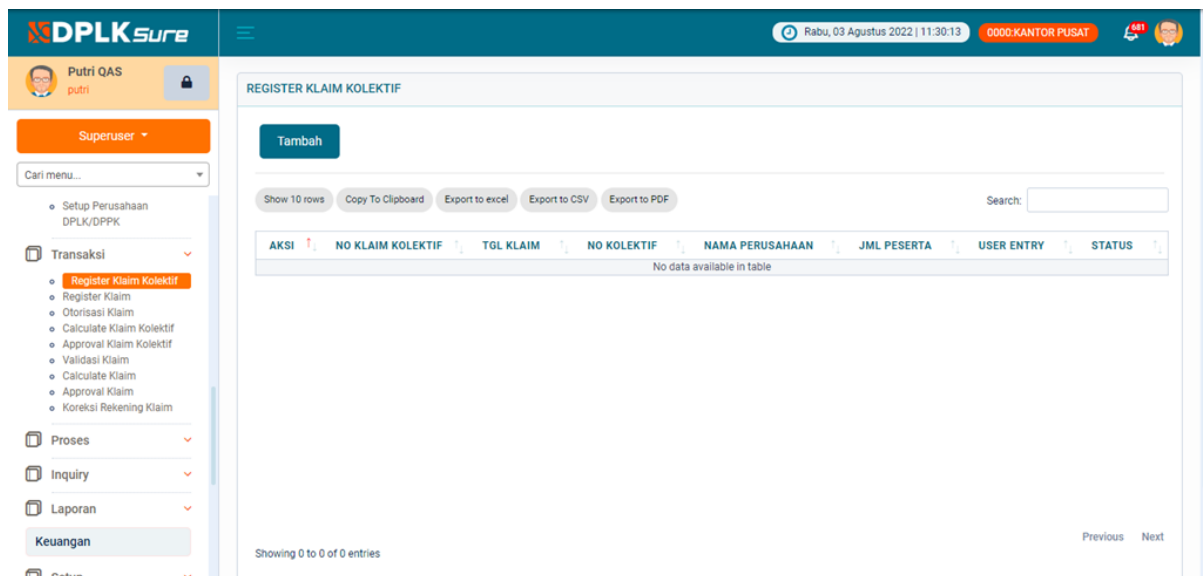 DPLKSure
Rabu, 03 Agustus 2022 | 11:30:13
0000:KANTOR PUSAT
681
Putri QAS
putri
Superuser
Cari menu...
Setup Perusahaan
DPLK/DPPK
Transaksi
Register Klaim Kolektif
Register Klaim
Otorisasi Klaim
Calculate Klaim Kolektif
Approval Klaim Kolektif
Validasi Klaim
Calculate Klaim
Approval Klaim
Koreksi Rekening Klaim
Proses
Inquiry
Laporan
Keuangan
Setup
REGISTER KLAIM KOLEKTIF
Tambah
Show 10 rows Copy To Clipboard Export to excel Export to CSV Export to PDF Search:
AKSI NO KLAIM KOLEKTIF TGL KLAIM NO KOLEKTIF NAMA PERUSAHAAN JML PESERTA USER ENTRY STATUS
No data available in table
Previous Next
Showing 0 to 0 of 0 entries